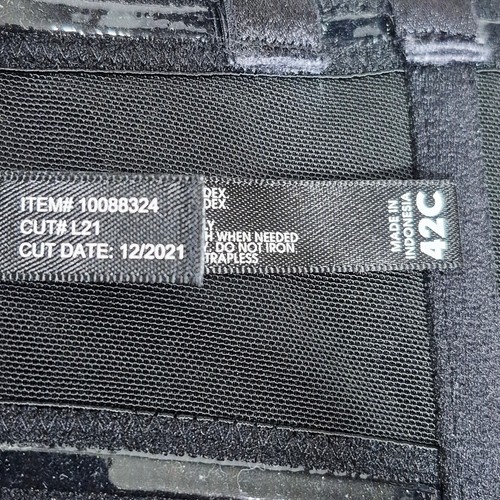 ITEM# 10088324
CUT# L21
CUT DATE: 12/2021
DEX.
DEX.
WHEN NEEDED
. DO NOT IRON
TRAPLESS
MADE IN
INDONESIA
42C